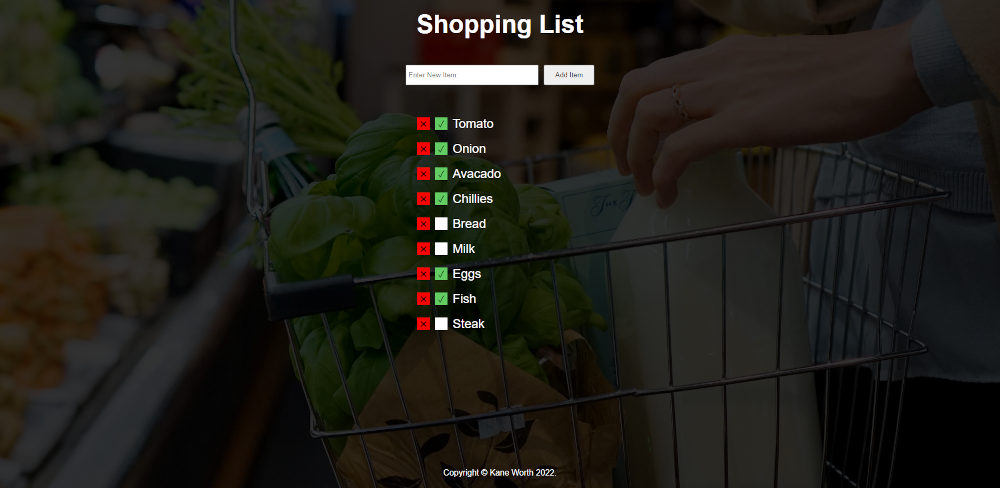 Shopping List
Enter New Item
Add Item
Tomato
Onion
Avacado
Chillies
Bread
Milk
Eggs
Fish
Steak
Copyright © Kane Worth 2022.